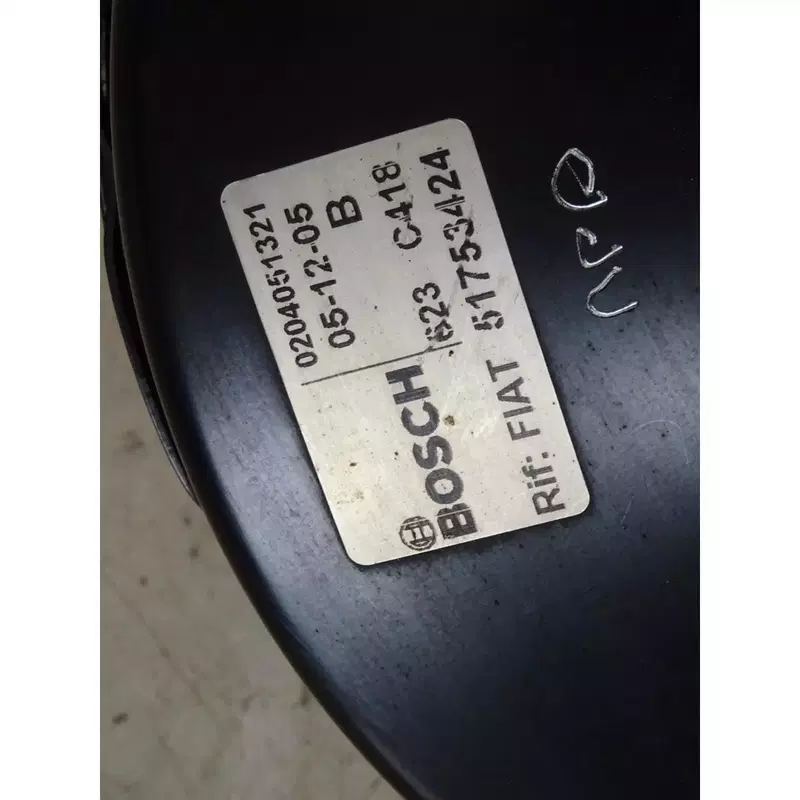 0204051321
05-12-05
B
BOSCH 623 C418
Rif: FIAT 51753424